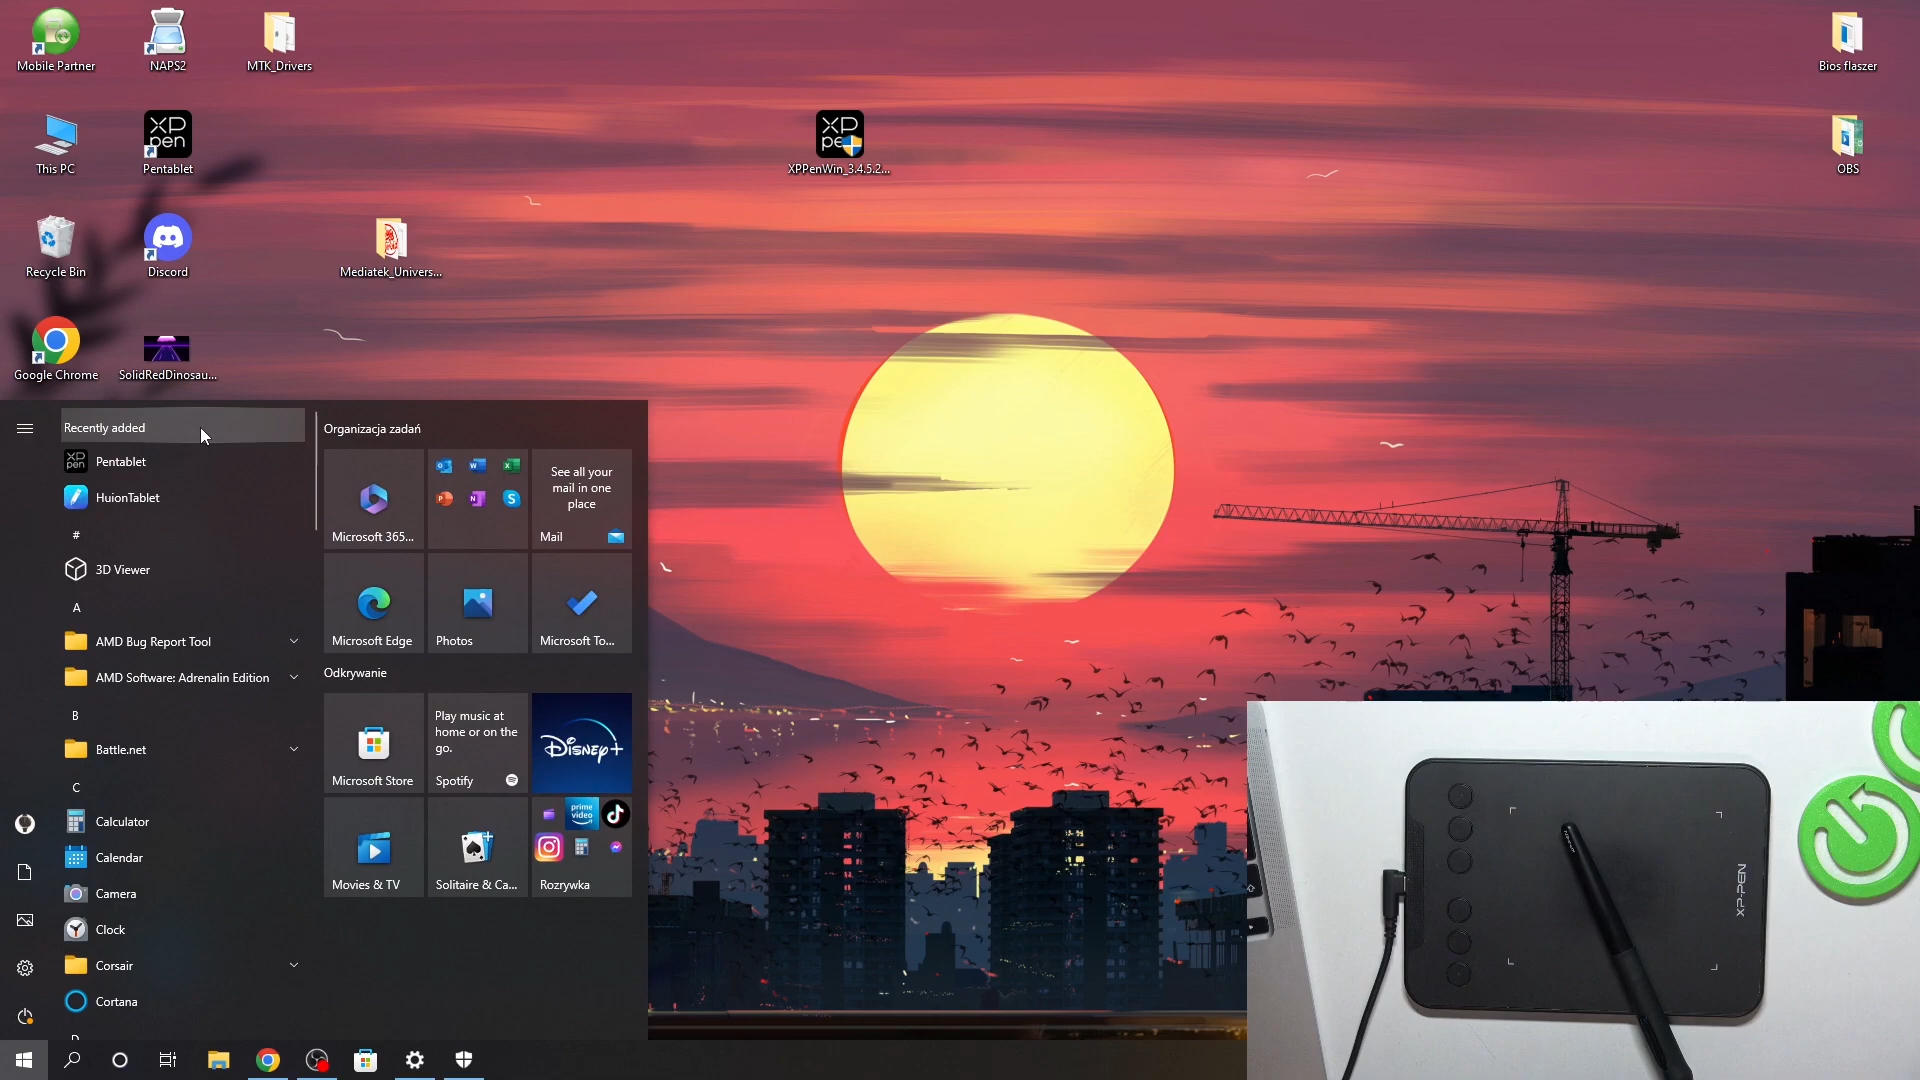 Mobile Partner
NAPS2
MTK_Drivers
Bios flaszer
XP
pen
XP
pe
This PC
Pentablet
XPPenWin_3.4.5.2...
OBS
Recycle Bin
Discord
Mediatek_Univers...
Google Chrome
SolidRedDinosau...
Recently added
Pentablet
HuionTablet
#
3D Viewer
A
AMD Bug Report Tool
AMD Software: Adrenalin Edition
B
Battle.net
C
Calculator
Calendar
Camera
Clock
Corsair
Cortana
Organizacja zadań
Microsoft 365...
See all your
mail in one
place
Mail
Microsoft Edge
Photos
Microsoft To...
Odkrywanie
Microsoft Store
Play music at
home or on the
go.
Spotify
Disney+
Movies & TV
Solitaire & Ca...
prime
video
Rozrywka
XP-PEN